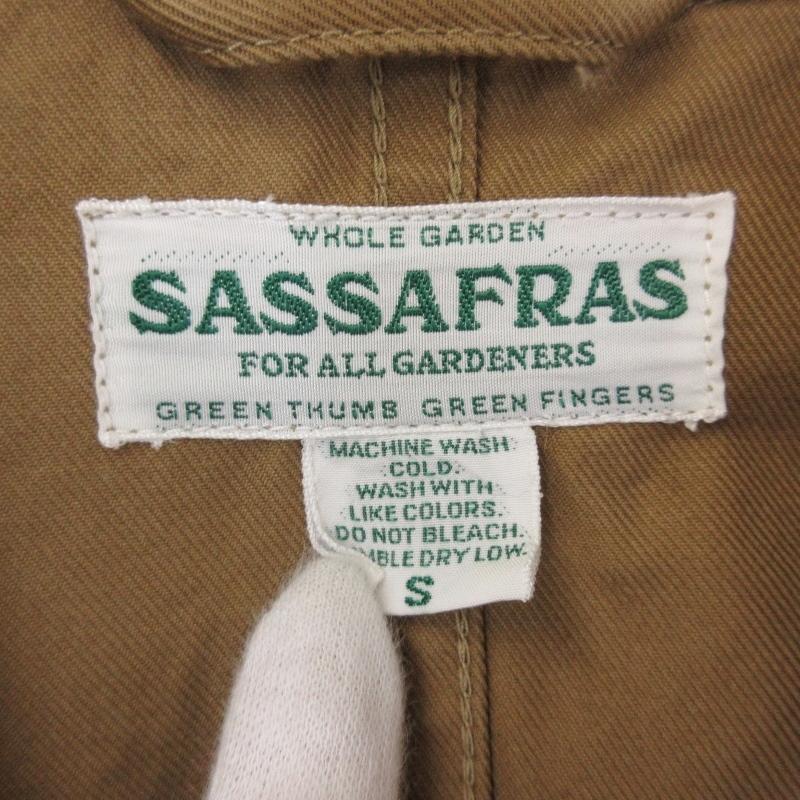 WHOLE GARDEN
SASSAFRAS
FOR ALL GARDENERS
GREEN THUMB GREEN FINGERS
MACHINE WASH
COLD.
WASH WITH
LIKE COLORS.
DO NOT BLEACH.
DRY LOW.
S